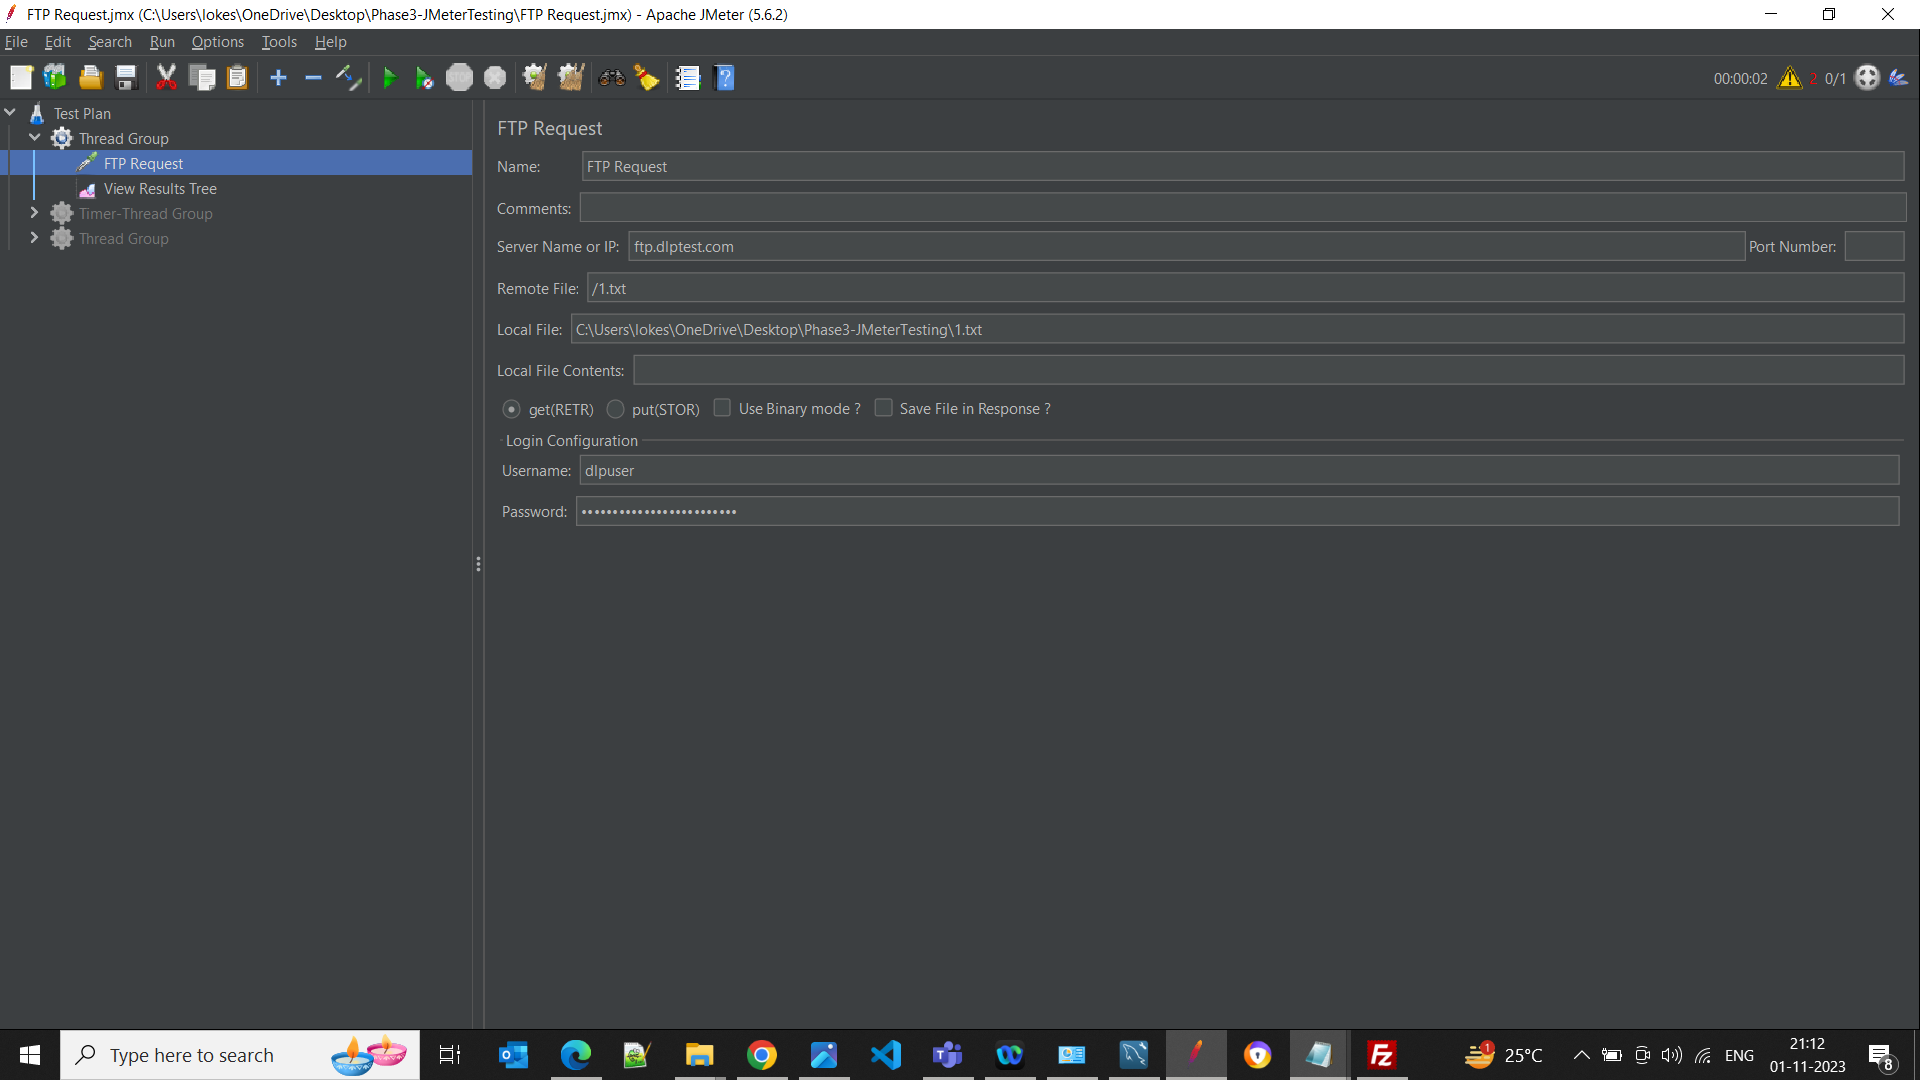 FTP Request.jmx (C:\Users\lokes\OneDrive\Desktop\Phase3-JMeterTesting\FTP Request.jmx) - Apache JMeter (5.6.2)
File Edit Search Run Options Tools Help
STOP 00:00:02 2 0/1
Test Plan
Thread Group
FTP Request
View Results Tree
Timer-Thread Group
Thread Group
FTP Request
Name: FTP Request
Comments:
Server Name or IP: ftp.dlptest.com Port Number:
Remote File: /1.txt
Local File: C:\Users\lokes\OneDrive\Desktop\Phase3-JMeterTesting\1.txt
Local File Contents:
get(RETR) put(STOR) Use Binary mode ? Save File in Response ?
Login Configuration
Username: dlpuser
Password: •••••••••••••••••••••••••
Type here to search 1 25°C ENG 21:12
01-11-2023 8